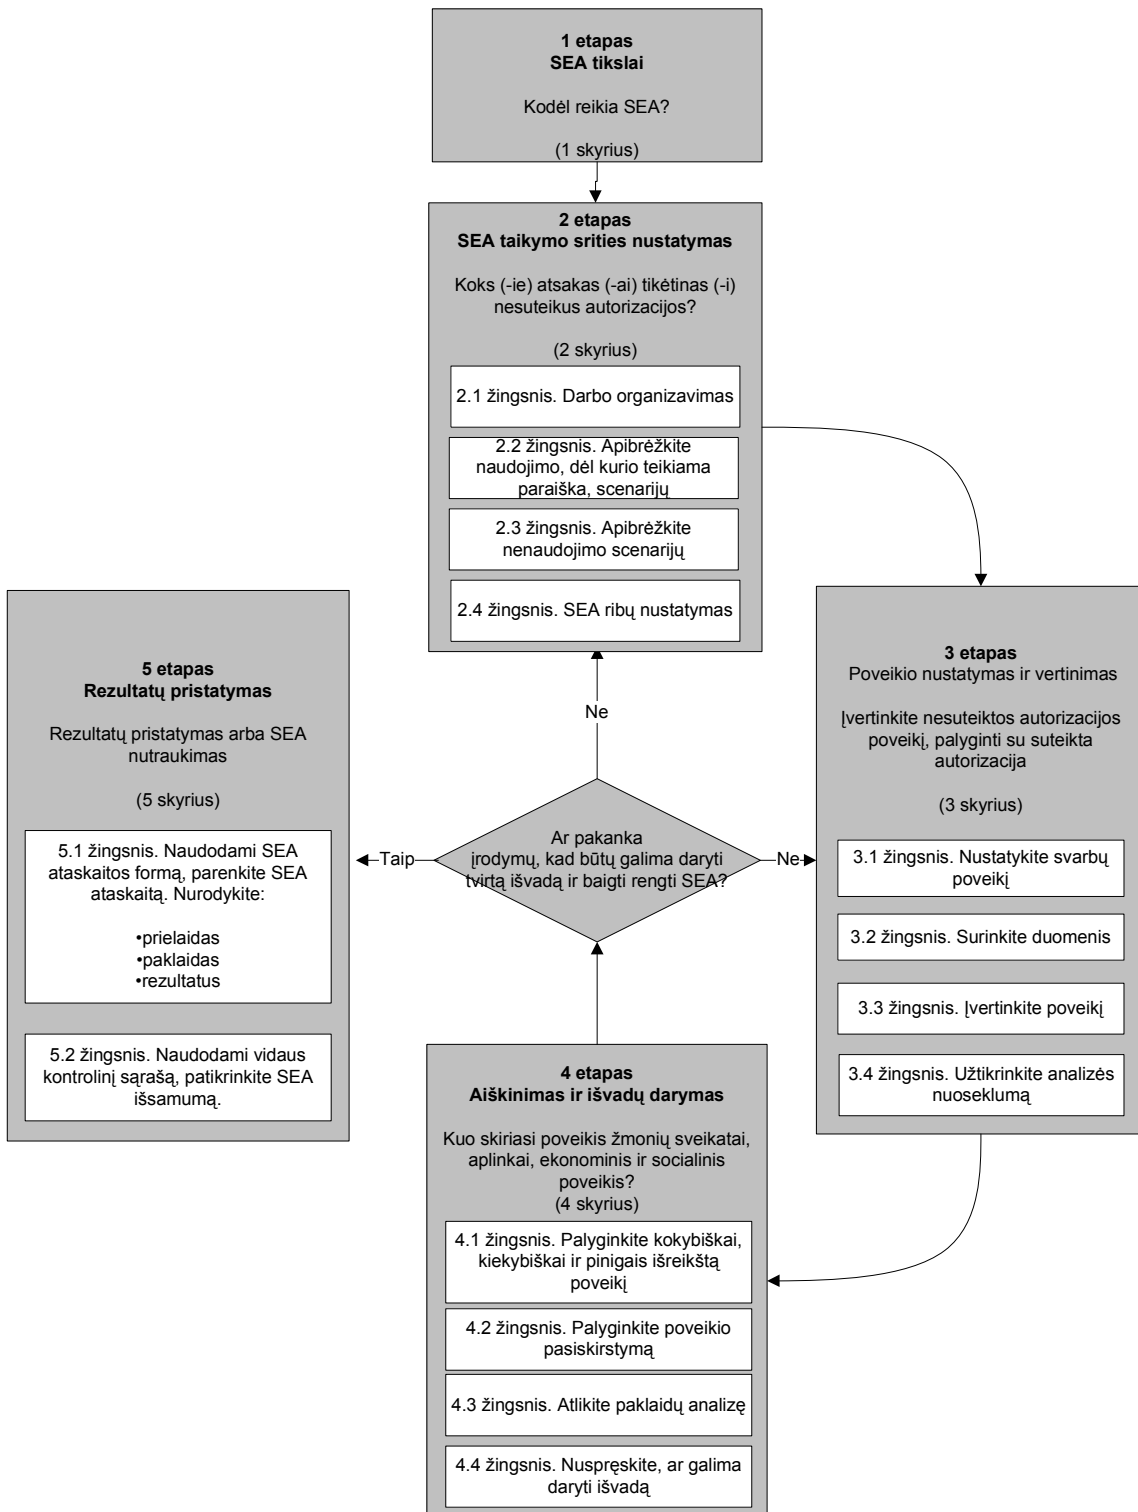 1 etapas
SEA tikslai
Kodėl reikia SEA?
(1 skyrius)
2 etapas
SEA taikymo srities nustatymas
Koks (-ie) atsakas (-ai) tikėtinas (-i)
nesuteikus autorizacijos?
(2 skyrius)
2.1 žingsnis. Darbo organizavimas
2.2 žingsnis. Apibrėžkite
naudojimo, dėl kurio teikiama
paraiška, scenarijų
2.3 žingsnis. Apibrėžkite
nenaudojimo scenarijų
2.4 žingsnis. SEA ribų nustatymas
3 etapas
Poveikio nustatymas ir vertinimas
Įvertinkite nesuteiktos autorizacijos
poveikį, palyginti su suteikta
autorizacija
(3 skyrius)
3.1 žingsnis. Nustatykite svarbų
poveikį
3.2 žingsnis. Surinkite duomenis
3.3 žingsnis. Įvertinkite poveikį
3.4 žingsnis. Užtikrinkite analizės
nuoseklumą
4 etapas
Aiškinimas ir išvadų darymas
Kuo skiriasi poveikis žmonių sveikatai,
aplinkai, ekonominis ir socialinis
poveikis?
(4 skyrius)
4.1 žingsnis. Palyginkite kokybiškai,
kiekybiškai ir pinigais išreikštą
poveikį
4.2 žingsnis. Palyginkite poveikio
pasiskirstymą
4.3 žingsnis. Atlikite paklaidų analizę
4.4 žingsnis. Nuspręskite, ar galima
daryti išvadą
Ar pakanka
įrodymų, kad būtų galima daryti
tvirtą išvadą ir baigti rengti SEA?
Ne
Ne
Taip
5 etapas
Rezultatų pristatymas
Rezultatų pristatymas arba SEA
nutraukimas
(5 skyrius)
5.1 žingsnis. Naudodami SEA
ataskaitos formą, parenkite SEA
ataskaitą. Nurodykite:
•prielaidas
•paklaidas
•rezultatus
5.2 žingsnis. Naudodami vidaus
kontrolinį sąrašą, patikrinkite SEA
išsamumą.